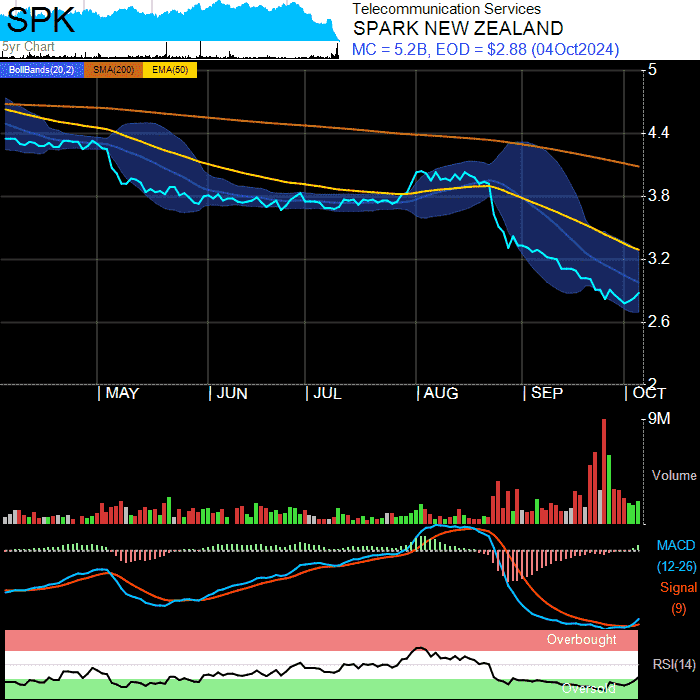 SPK
5yr Chart
Telecommunication Services
SPARK NEW ZEALAND
MC = 5.2B, EOD = $2.88 (04Oct2024)
BollBands(20,2) SMA(200) EMA(50)
5
4.4
3.8
3.2
2.6
2
MAY JUN JUL AUG SEP OCT
9M
Volume
MACD
(12-26)
Signal
(9)
Overbought
RSI(14)
Oversold